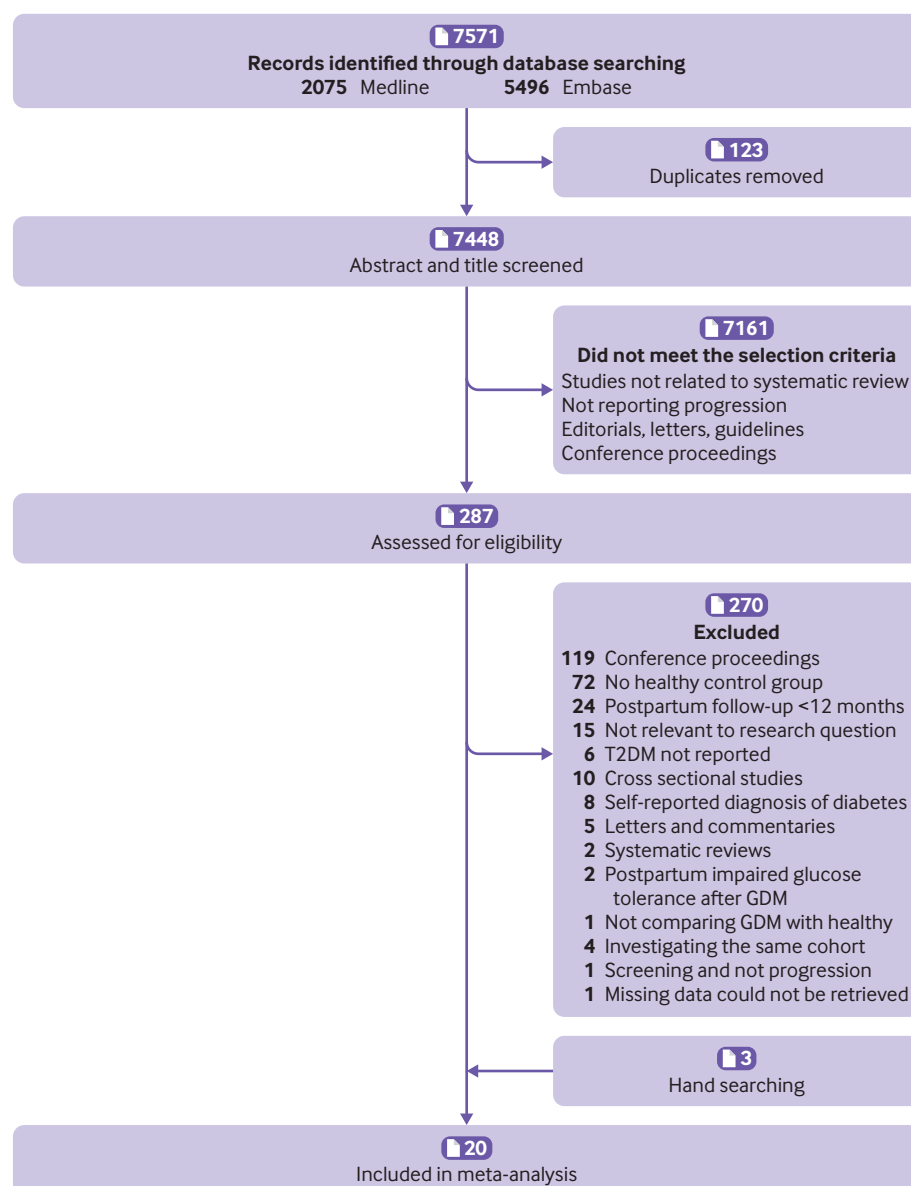 7571
Records identified through database searching
2075 Medline 5496 Embase
123
Duplicates removed
7448
Abstract and title screened
7161
Did not meet the selection criteria
Studies not related to systematic review
Not reporting progression
Editorials, letters, guidelines
Conference proceedings
287
Assessed for eligibility
270
Excluded
119 Conference proceedings
72 No healthy control group
24 Postpartum follow-up <12 months
15 Not relevant to research question
6 T2DM not reported
10 Cross sectional studies
8 Self-reported diagnosis of diabetes
5 Letters and commentaries
2 Systematic reviews
2 Postpartum impaired glucose
tolerance after GDM
1 Not comparing GDM with healthy
4 Investigating the same cohort
1 Screening and not progression
1 Missing data could not be retrieved
3
Hand searching
20
Included in meta-analysis